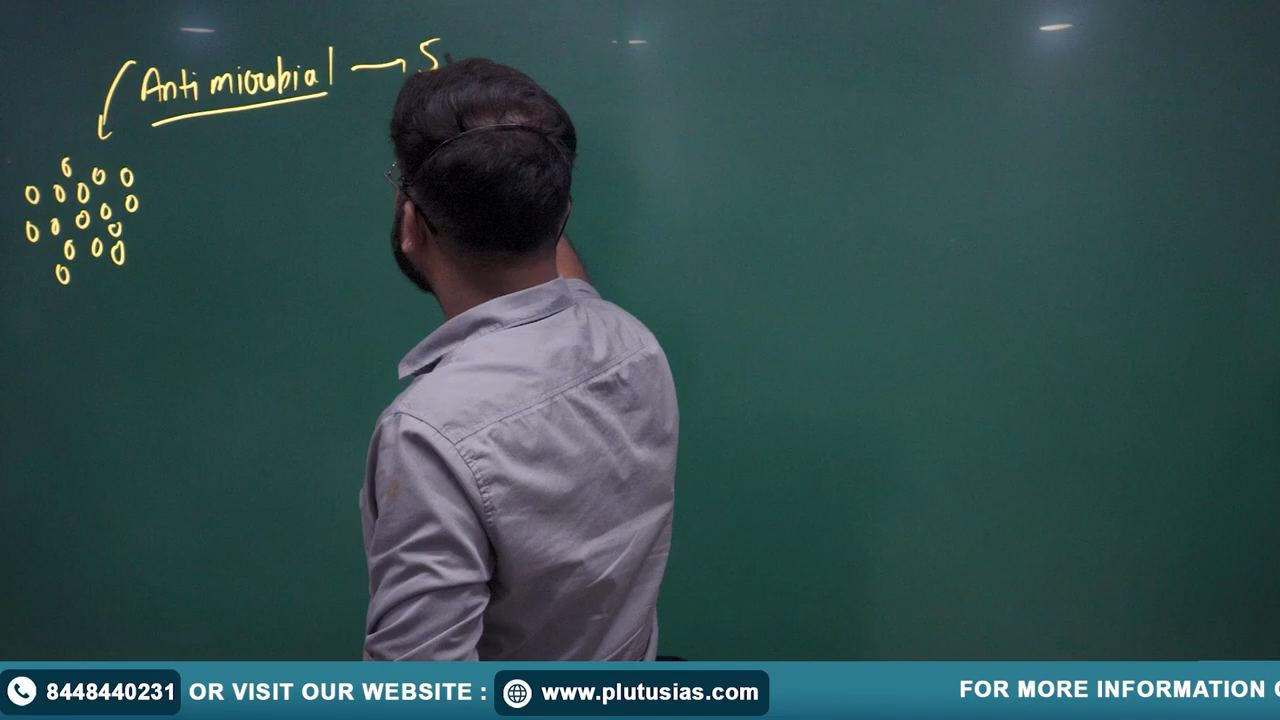 Antimicrobial → S
8448440231 OR VISIT OUR WEBSITE : www.plutusias.com FOR MORE INFORMATION